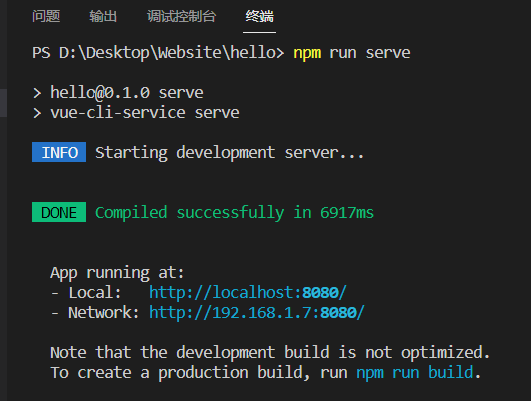 问题 输出 调试控制台 终端
PS D:\Desktop\Website\hello> npm run serve
> hello@0.1.0 serve
> vue-cli-service serve
INFO Starting development server...
DONE Compiled successfully in 6917ms
App running at:
- Local: http://localhost:8080/
- Network: http://192.168.1.7:8080/
Note that the development build is not optimized.
To create a production build, run npm run build.